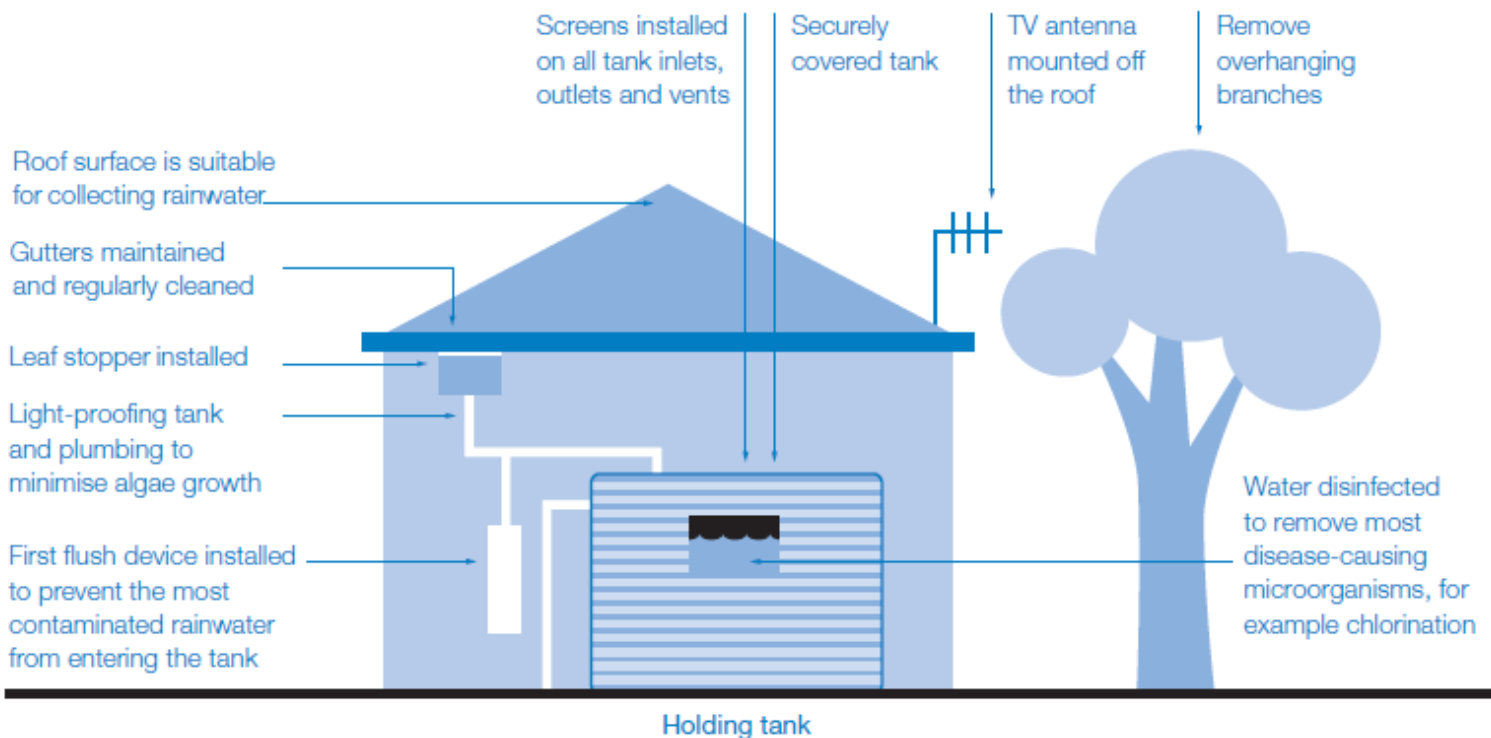 Screens installed
on all tank inlets,
outlets and vents
Securely
covered tank
TV antenna
mounted off
the roof
Remove
overhanging
branches
Roof surface is suitable
for collecting rainwater
Gutters maintained
and regularly cleaned
Leaf stopper installed
Light-proofing tank
and plumbing to
minimise algae growth
First flush device installed
to prevent the most
contaminated rainwater
from entering the tank
Water disinfected
to remove most
disease-causing
microorganisms, for
example chlorination
Holding tank